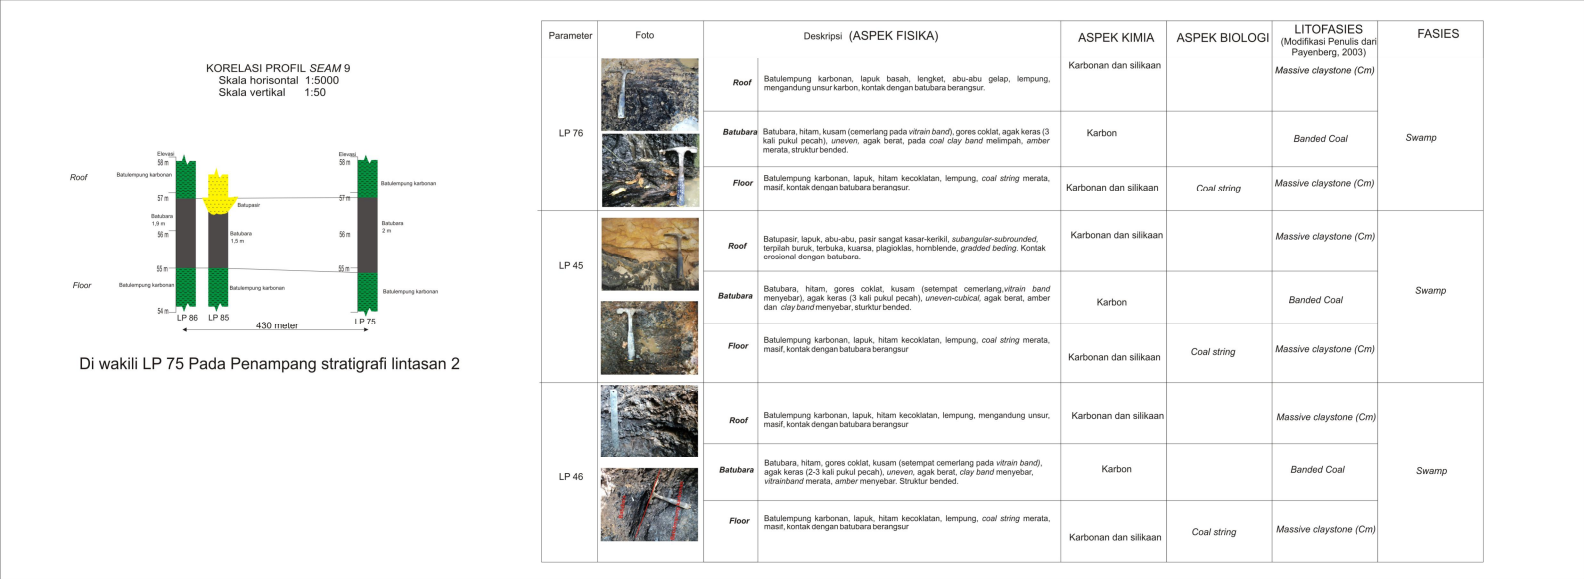 KORELASI PROFIL SEAM 9
Skala horisontal 1:5000
Skala vertikal 1:50
Elevasi
58 m
Elevasi
58 m
Roof
Batulempung karbonan
Batulempung karbonan
57 m
Batupasir
57 m
Batubara
1,9 m
Batubara
2 m
56 m
Batubara
1,5 m
56 m
55 m
55 m
Floor
Batulempung karbonan
Batulempung karbonan
Batulempung karbonan
54 m
LP 86
LP 85
LP 75
430 meter
Di wakili LP 75 Pada Penampang stratigrafi lintasan 2
Parameter
Foto
Deskripsi (ASPEK FISIKA)
ASPEK KIMIA
ASPEK BIOLOGI
LITOFASIES
(Modifikasi Penulis dari
Payenberg, 2003)
FASIES
LP 76
Roof
Batulempung karbonan, lapuk basah, lengket, abu-abu gelap, lempung,
mengandung unsur karbon, kontak dengan batubara berangsur.
Karbonan dan silikaan
Massive claystone (Cm)
Batubara
Batubara, hitam, kusam (cemerlang pada vitrain band), gores coklat, agak keras (3
kali pukul pecah), uneven, agak berat, pada coal clay band melimpah, amber
merata, struktur bended.
Karbon
Banded Coal
Swamp
Floor
Batulempung karbonan, lapuk, hitam kecoklatan, lempung, coal string merata,
masif, kontak dengan batubara berangsur.
Karbonan dan silikaan
Coal string
Massive claystone (Cm)
LP 45
Roof
Batupasir, lapuk, abu-abu, pasir sangat kasar-kerikil, subangular-subrounded,
terpilah buruk, terbuka, kuarsa, plagioklas, hornblende, gradded beding. Kontak
erosional dengan batubara.
Karbonan dan silikaan
Massive claystone (Cm)
Batubara
Batubara, hitam, gores coklat, kusam (setempat cemerlang,vitrain band
menyebar), agak keras (3 kali pukul pecah), uneven-cubical, agak berat, amber
dan clay band menyebar, sturktur bended.
Karbon
Banded Coal
Swamp
Floor
Batulempung karbonan, lapuk, hitam kecoklatan, lempung, coal string merata,
masif, kontak dengan batubara berangsur
Karbonan dan silikaan
Coal string
Massive claystone (Cm)
LP 46
Roof
Batulempung karbonan, lapuk, hitam kecoklatan, lempung, mengandung unsur,
masif, kontak dengan batubara berangsur
Karbonan dan silikaan
Massive claystone (Cm)
Batubara
Batubara, hitam, gores coklat, kusam (setempat cemerlang pada vitrain band),
agak keras (2-3 kali pukul pecah), uneven, agak berat, clay band menyebar,
vitrainband merata, amber menyebar. Struktur bended.
Karbon
Banded Coal
Swamp
Floor
Batulempung karbonan, lapuk, hitam kecoklatan, lempung, coal string merata,
masif, kontak dengan batubara berangsur
Karbonan dan silikaan
Coal string
Massive claystone (Cm)